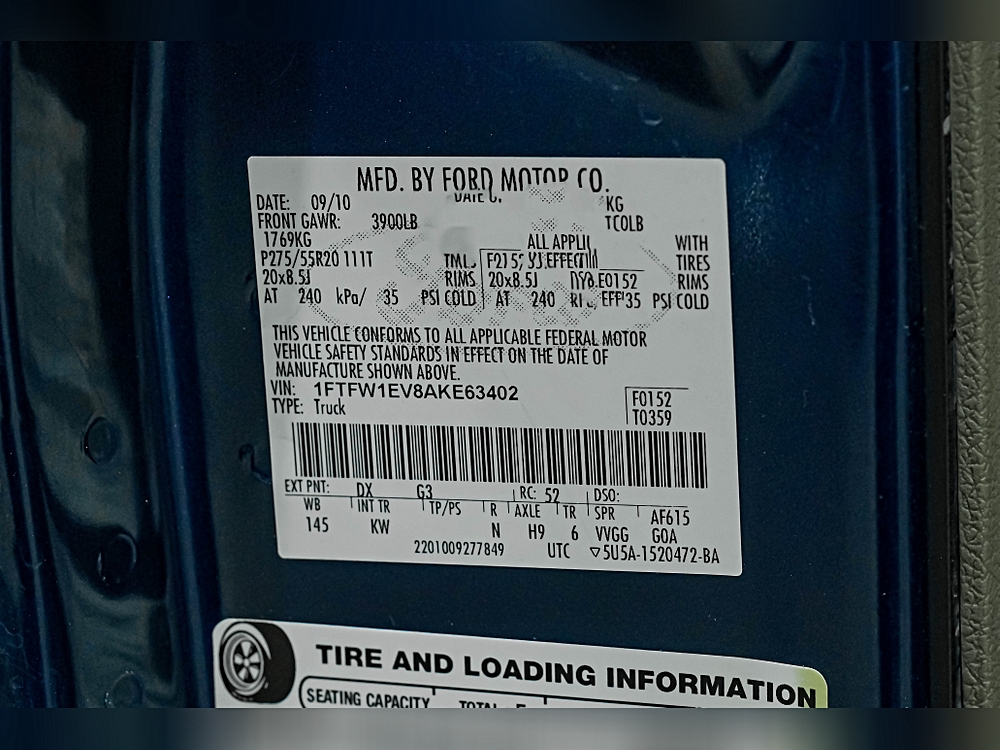 MFD. BY FORD MOTOR CO.
DATE: 09/10 KG
FRONT GAWR: 3900LB
1769KG ALL WITH
P275/55R20 111T TIRES
20x8.5J RIMS 20x8.5J RIMS
AT 240 kPa/ 35 PSI COLD AT 240 35 PSI COLD
THIS VEHICLE CONFORMS TO ALL APPLICABLE FEDERAL MOTOR
VEHICLE SAFETY STANDARDS IN EFFECT ON THE DATE OF
MANUFACTURE SHOWN ABOVE.
VIN: 1FTFW1EV8AKE63402
TYPE: Truck
F0152
T0359
EXT PNT: DX G3 RC: 52 DSO:
WB INT TR TP/PS R AXLE TR SPR AF615
145 KW N H9 6 VVGG GOA
2201009277849 UTC ▽5U5A-1520472-BA
TIRE AND LOADING INFORMATION
SEATING CAPACITY